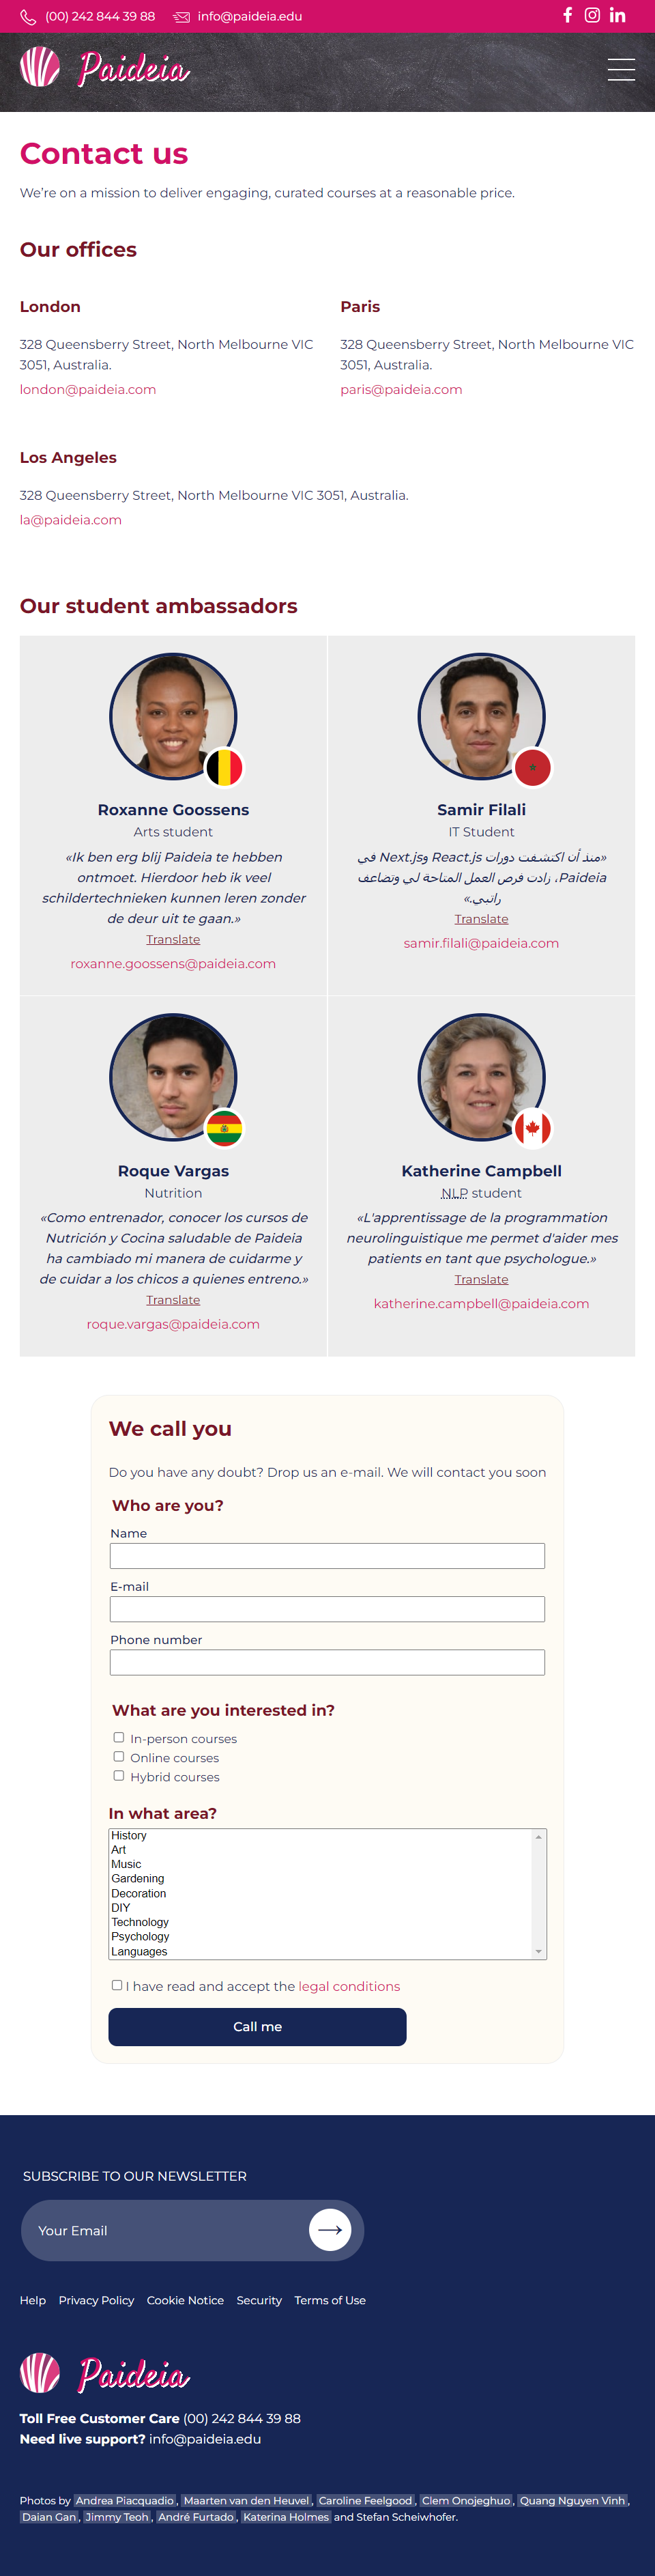 (00) 242 844 39 88 info@paideia.edu
Paideia
Contact us
We're on a mission to deliver engaging, curated courses at a reasonable price.
Our offices
London
328 Queensberry Street, North Melbourne VIC
3051, Australia.
london@paideia.com
Paris
328 Queensberry Street, North Melbourne VIC
3051, Australia.
paris@paideia.com
Los Angeles
328 Queensberry Street, North Melbourne VIC 3051, Australia.
la@paideia.com
Our student ambassadors
Roxanne Goossens
Arts student
«Ik ben erg blij Paideia te hebben
ontmoet. Hierdoor heb ik veel
schildertechnieken kunnen leren zonder
de deur uit te gaan.»
Translate
roxanne.goossens@paideia.com
Samir Filali
IT Student
«منذ أن اكتشفت دورات React.js وNext.js في
Paideia، زادت فرص العمل المتاحة لي وتضاعف
راتبي.»
Translate
samir.filali@paideia.com
Roque Vargas
Nutrition
«Como entrenador, conocer los cursos de
Nutrición y Cocina saludable de Paideia
ha cambiado mi manera de cuidarme y
de cuidar a los chicos a quienes entreno.»
Translate
roque.vargas@paideia.com
Katherine Campbell
NLP student
«L'apprentissage de la programmation
neurolinguistique me permet d'aider mes
patients en tant que psychologue.»
Translate
katherine.campbell@paideia.com
We call you
Do you have any doubt? Drop us an e-mail. We will contact you soon
Who are you?
Name
E-mail
Phone number
What are you interested in?
In-person courses
Online courses
Hybrid courses
In what area?
History
Art
Music
Gardening
Decoration
DIY
Technology
Psychology
Languages
I have read and accept the legal conditions
Call me
SUBSCRIBE TO OUR NEWSLETTER
Your Email
Help Privacy Policy Cookie Notice Security Terms of Use
Paideia
Toll Free Customer Care (00) 242 844 39 88
Need live support? info@paideia.edu
Photos by Andrea Piacquadio, Maarten van den Heuvel, Caroline Feelgood, Clem Onojeghuo, Quang Nguyen Vinh,
Daian Gan, Jimmy Teoh, André Furtado, Katerina Holmes and Stefan Scheiwhofer.